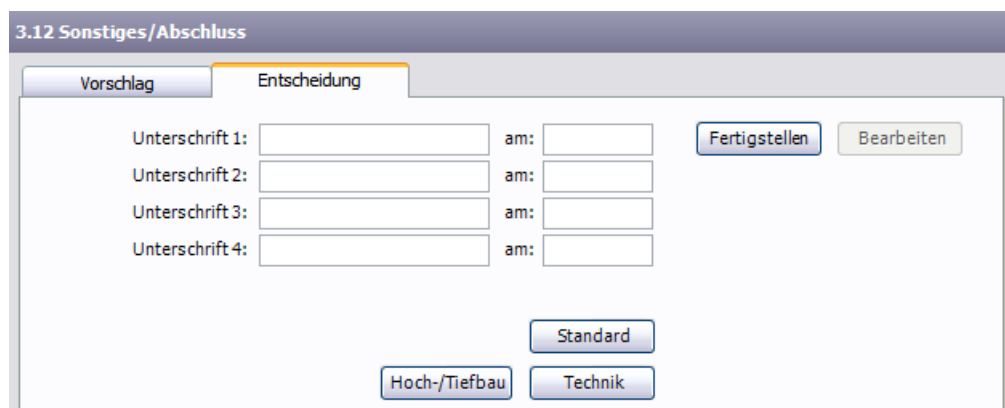 3.12 Sonstiges/Abschluss
Vorschlag Entscheidung
Unterschrift 1: am: Fertigstellen Bearbeiten
Unterschrift 2: am:
Unterschrift 3: am:
Unterschrift 4: am:
Standard
Hoch-/Tiefbau Technik